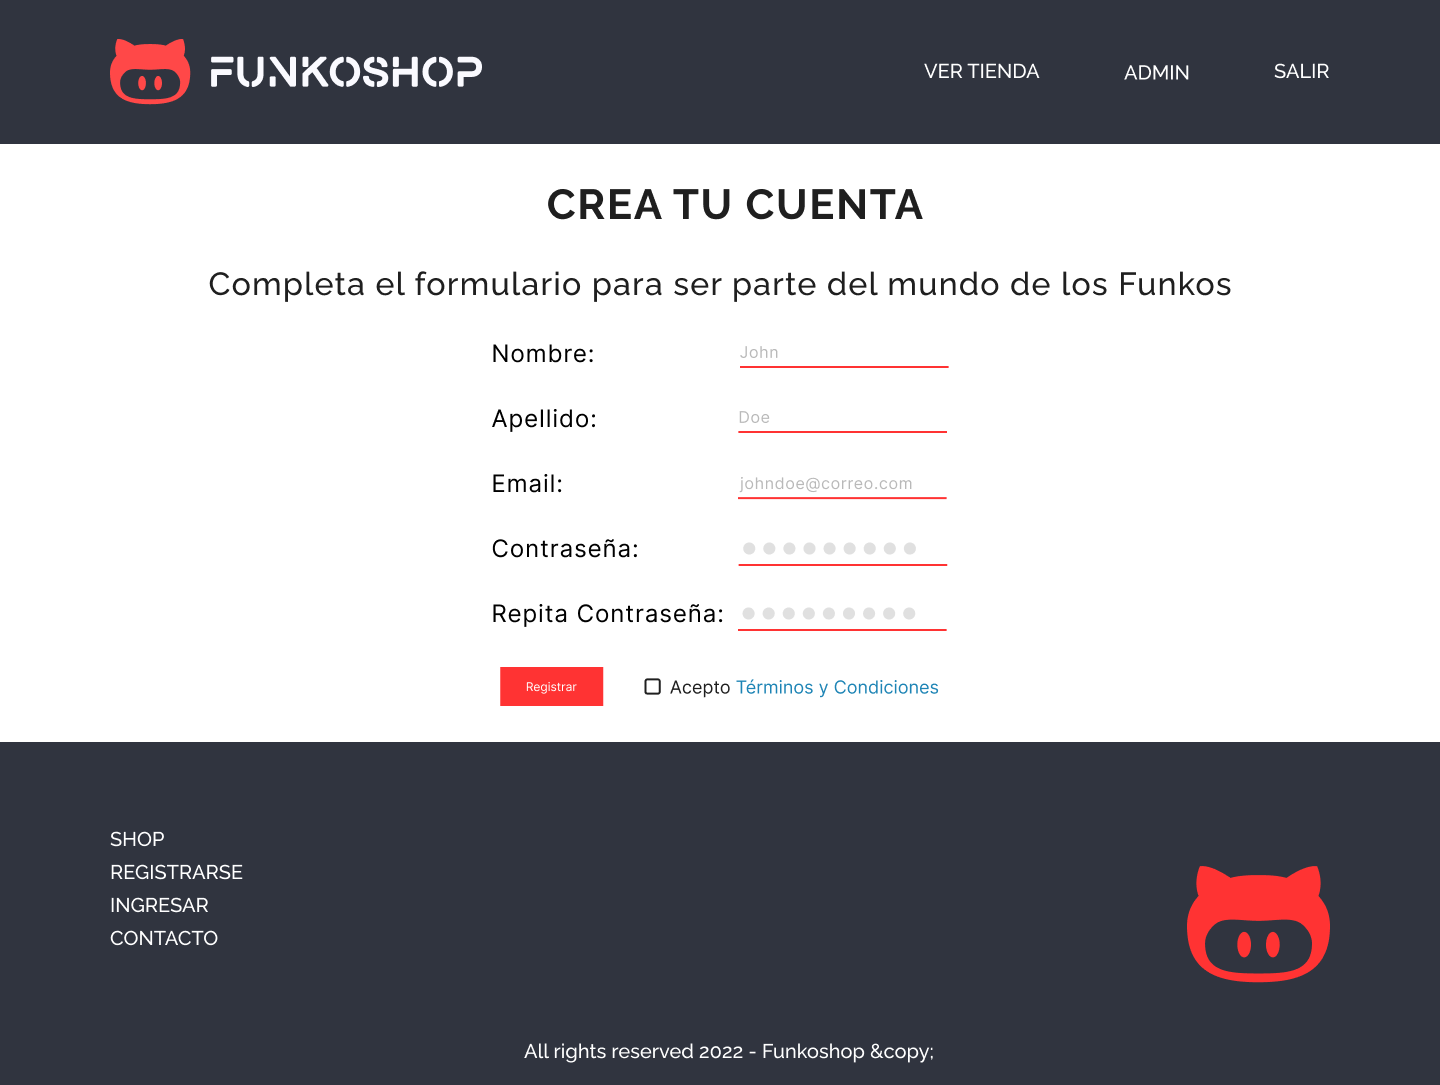 FUNKOSHOP
VER TIENDA
ADMIN
SALIR
CREA TU CUENTA
Completa el formulario para ser parte del mundo de los Funkos
Nombre: John
Apellido: Doe
Email: johndoe@correo.com
Contraseña:
Repita Contraseña:
Registrar
Acepto Términos y Condiciones
SHOP
REGISTRARSE
INGRESAR
CONTACTO
All rights reserved 2022 - Funkoshop &copy;